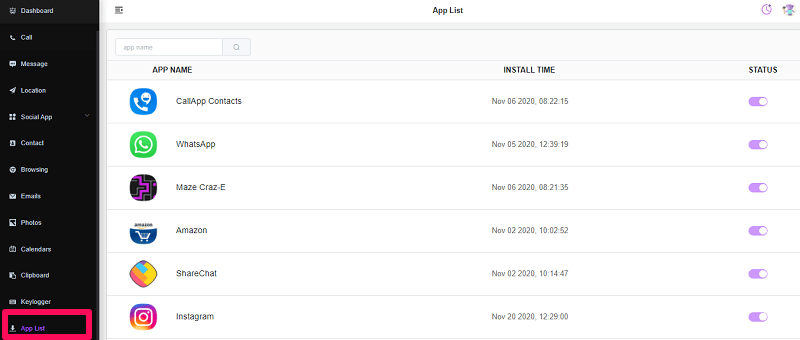 Dashboard
Call
Message
Location
Social App
Contact
Browsing
Emails
Photos
Calendars
Clipboard
Keylogger
App List
App List
app name
APP NAME INSTALL TIME STATUS
CallApp Contacts Nov 06 2020, 08:22:15
WhatsApp Nov 05 2020, 12:39:19
Maze Craz-E Nov 06 2020, 08:21:35
amazon
Amazon Nov 02 2020, 10:02:52
ShareChat Nov 02 2020, 10:14:47
Instagram Nov 20 2020, 12:29:00